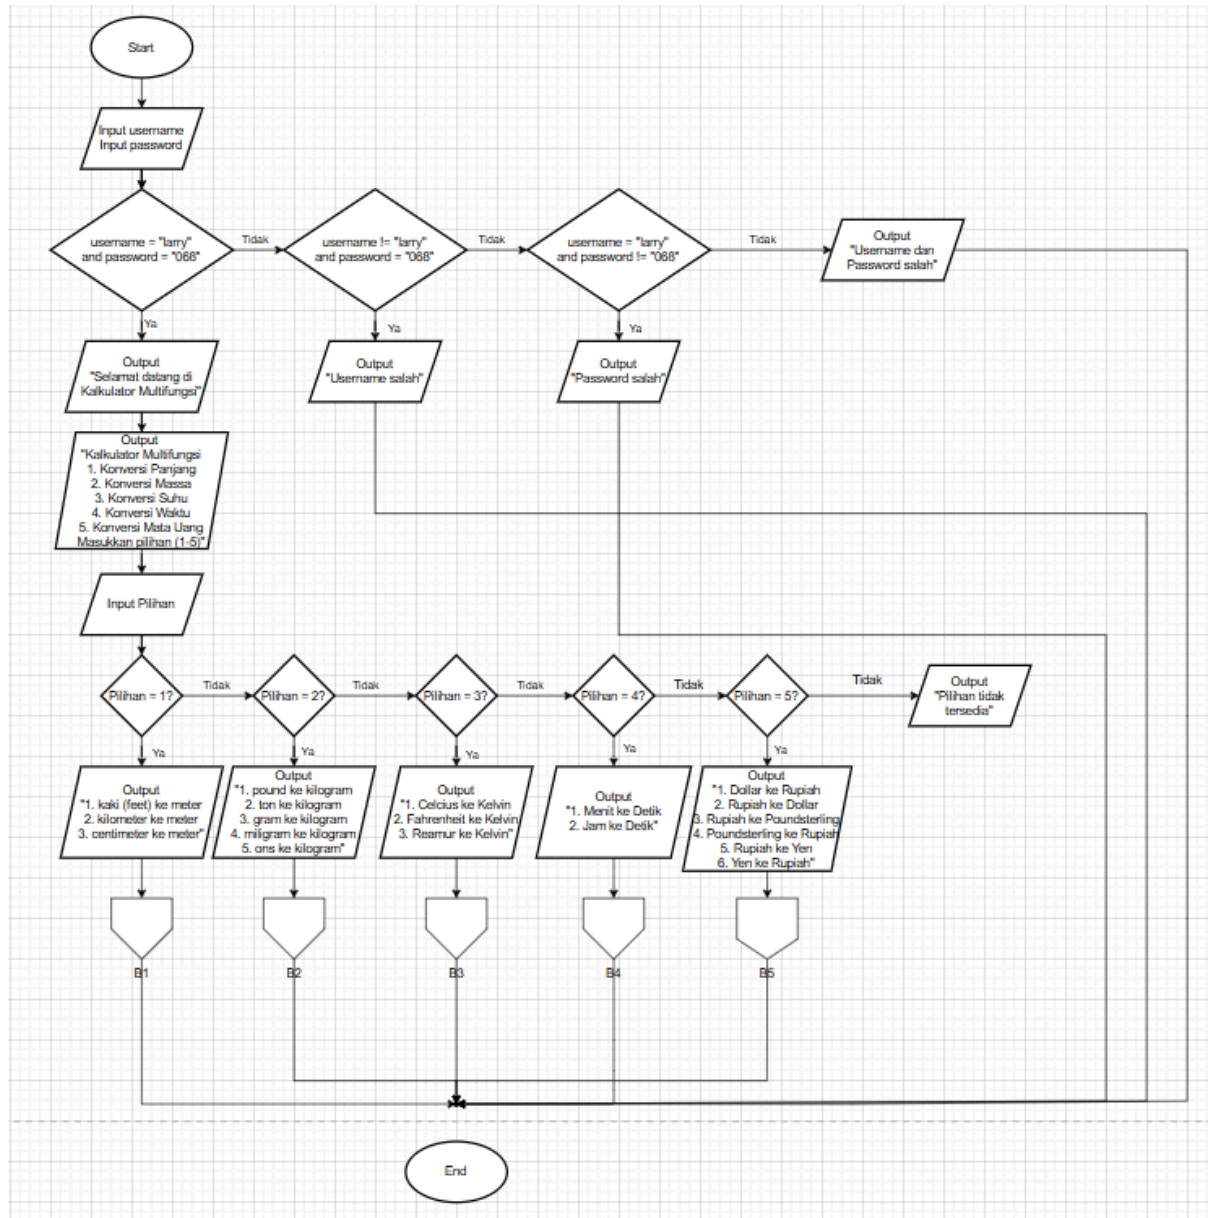 Start
Input username
Input password
username = "larry"
and password = "068"
Tidak
username != "larry"
and password = "068"
Tidak
username = "larry"
and password != "068"
Tidak
Output
"Username dan
Password salah"
Ya
Ya
Ya
Output
"Selamat datang di
Kalkulator Multifungsi"
Output
"Username salah"
Output
"Password salah"
Output
"Kalkulator Multifungsi
1. Konversi Panjang
2. Konversi Massa
3. Konversi Suhu
4. Konversi Waktu
5. Konversi Mata Uang
Masukkan pilihan (1-5)"
Input Pilihan
Pilihan = 1?
Tidak
Pilihan = 2?
Tidak
Pilihan = 3?
Tidak
Pilihan = 4?
Tidak
Pilihan = 5?
Tidak
Output
"Pilihan tidak
tersedia"
Ya
Ya
Ya
Ya
Ya
Output
"1. kaki (feet) ke meter
2. kilometer ke meter
3. centimeter ke meter"
Output
"1. pound ke kilogram
2. ton ke kilogram
3. gram ke kilogram
4. miligram ke kilogram
5. ons ke kilogram"
Output
"1. Celcius ke Kelvin
2. Fahrenheit ke Kelvin
3. Reamur ke Kelvin"
Output
"1. Menit ke Detik
2. Jam ke Detik"
Output
"1. Dollar ke Rupiah
2. Rupiah ke Dollar
3. Rupiah ke Poundsterling
4. Poundsterling ke Rupiah
5. Rupiah ke Yen
6. Yen ke Rupiah"
B1
B2
B3
B4
B5
End